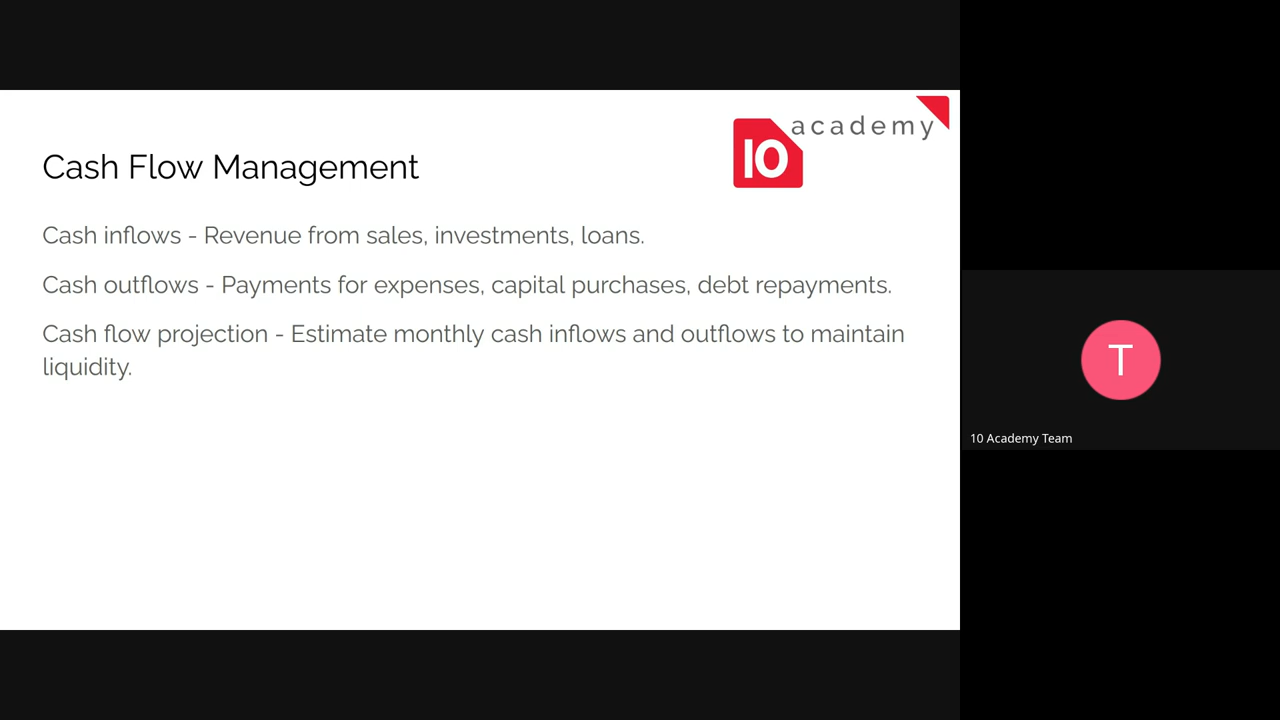 10 academy
Cash Flow Management
Cash inflows - Revenue from sales, investments, loans.
Cash outflows - Payments for expenses, capital purchases, debt repayments.
Cash flow projection - Estimate monthly cash inflows and outflows to maintain
liquidity.
T
10 Academy Team